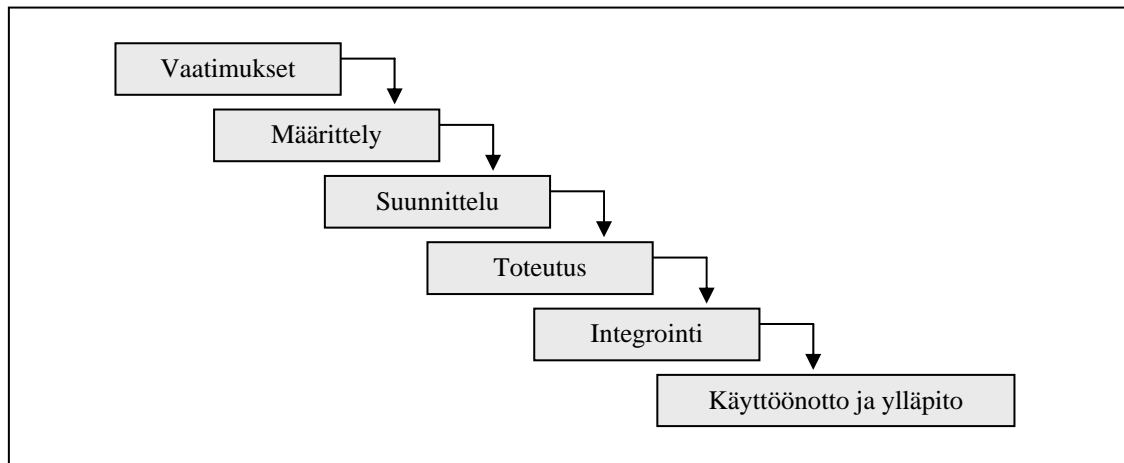 Vaatimukset
Määrittely
Suunnittelu
Toteutus
Integrointi
Käyttöönotto ja ylläpito